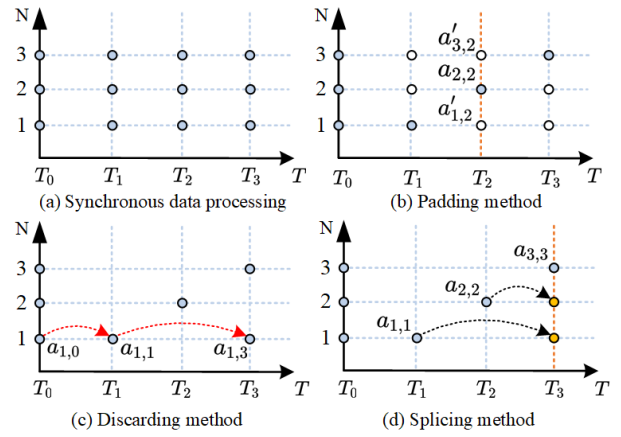 N
3
2
1
T₀ T₁ T₂ T₃ T
(a) Synchronous data processing
N
3
2
1
a′₃,₂
a₂,₂
a′₁,₂
T₀ T₁ T₂ T₃ T
(b) Padding method
N
3
2
1
a₁,₀ a₁,₁ a₁,₃
T₀ T₁ T₂ T₃ T
(c) Discarding method
N
3
2
1
a₃,₃
a₂,₂
a₁,₁
T₀ T₁ T₂ T₃ T
(d) Splicing method